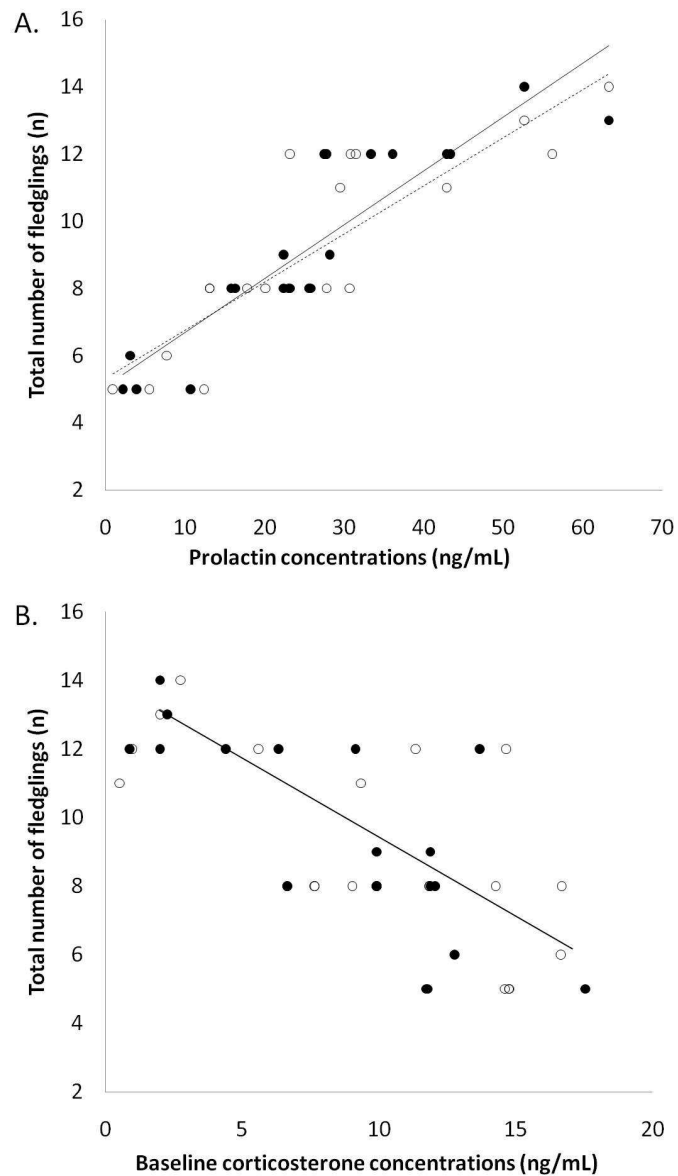 A.
16
14
12
10
8
6
4
2
Total number of fledglings (n)
0 10 20 30 40 50 60 70
Prolactin concentrations (ng/mL)
B.
16
14
12
10
8
6
4
2
Total number of fledglings (n)
0 5 10 15 20
Baseline corticosterone concentrations (ng/mL)